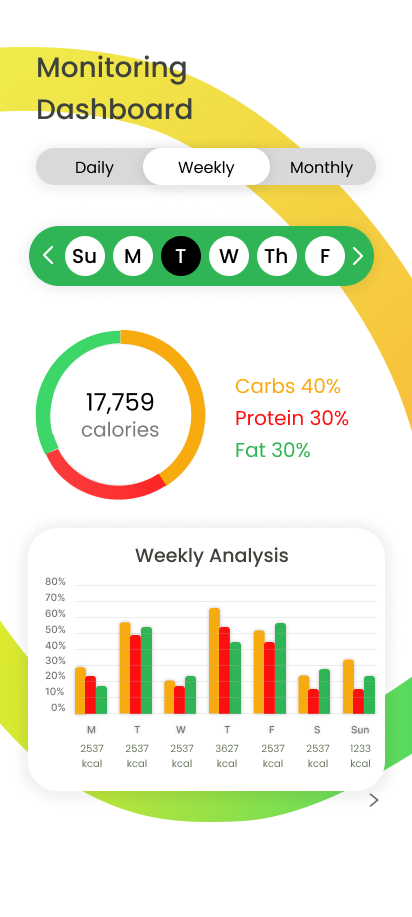 Monitoring
Dashboard
Daily Weekly Monthly
Su M T W Th F
17,759
calories
Carbs 40%
Protein 30%
Fat 30%
Weekly Analysis
80%
70%
60%
50%
40%
30%
20%
10%
0%
M T W T F S Sun
2537 2537 2537 3627 2537 2537 1233
kcal kcal kcal kcal kcal kcal kcal